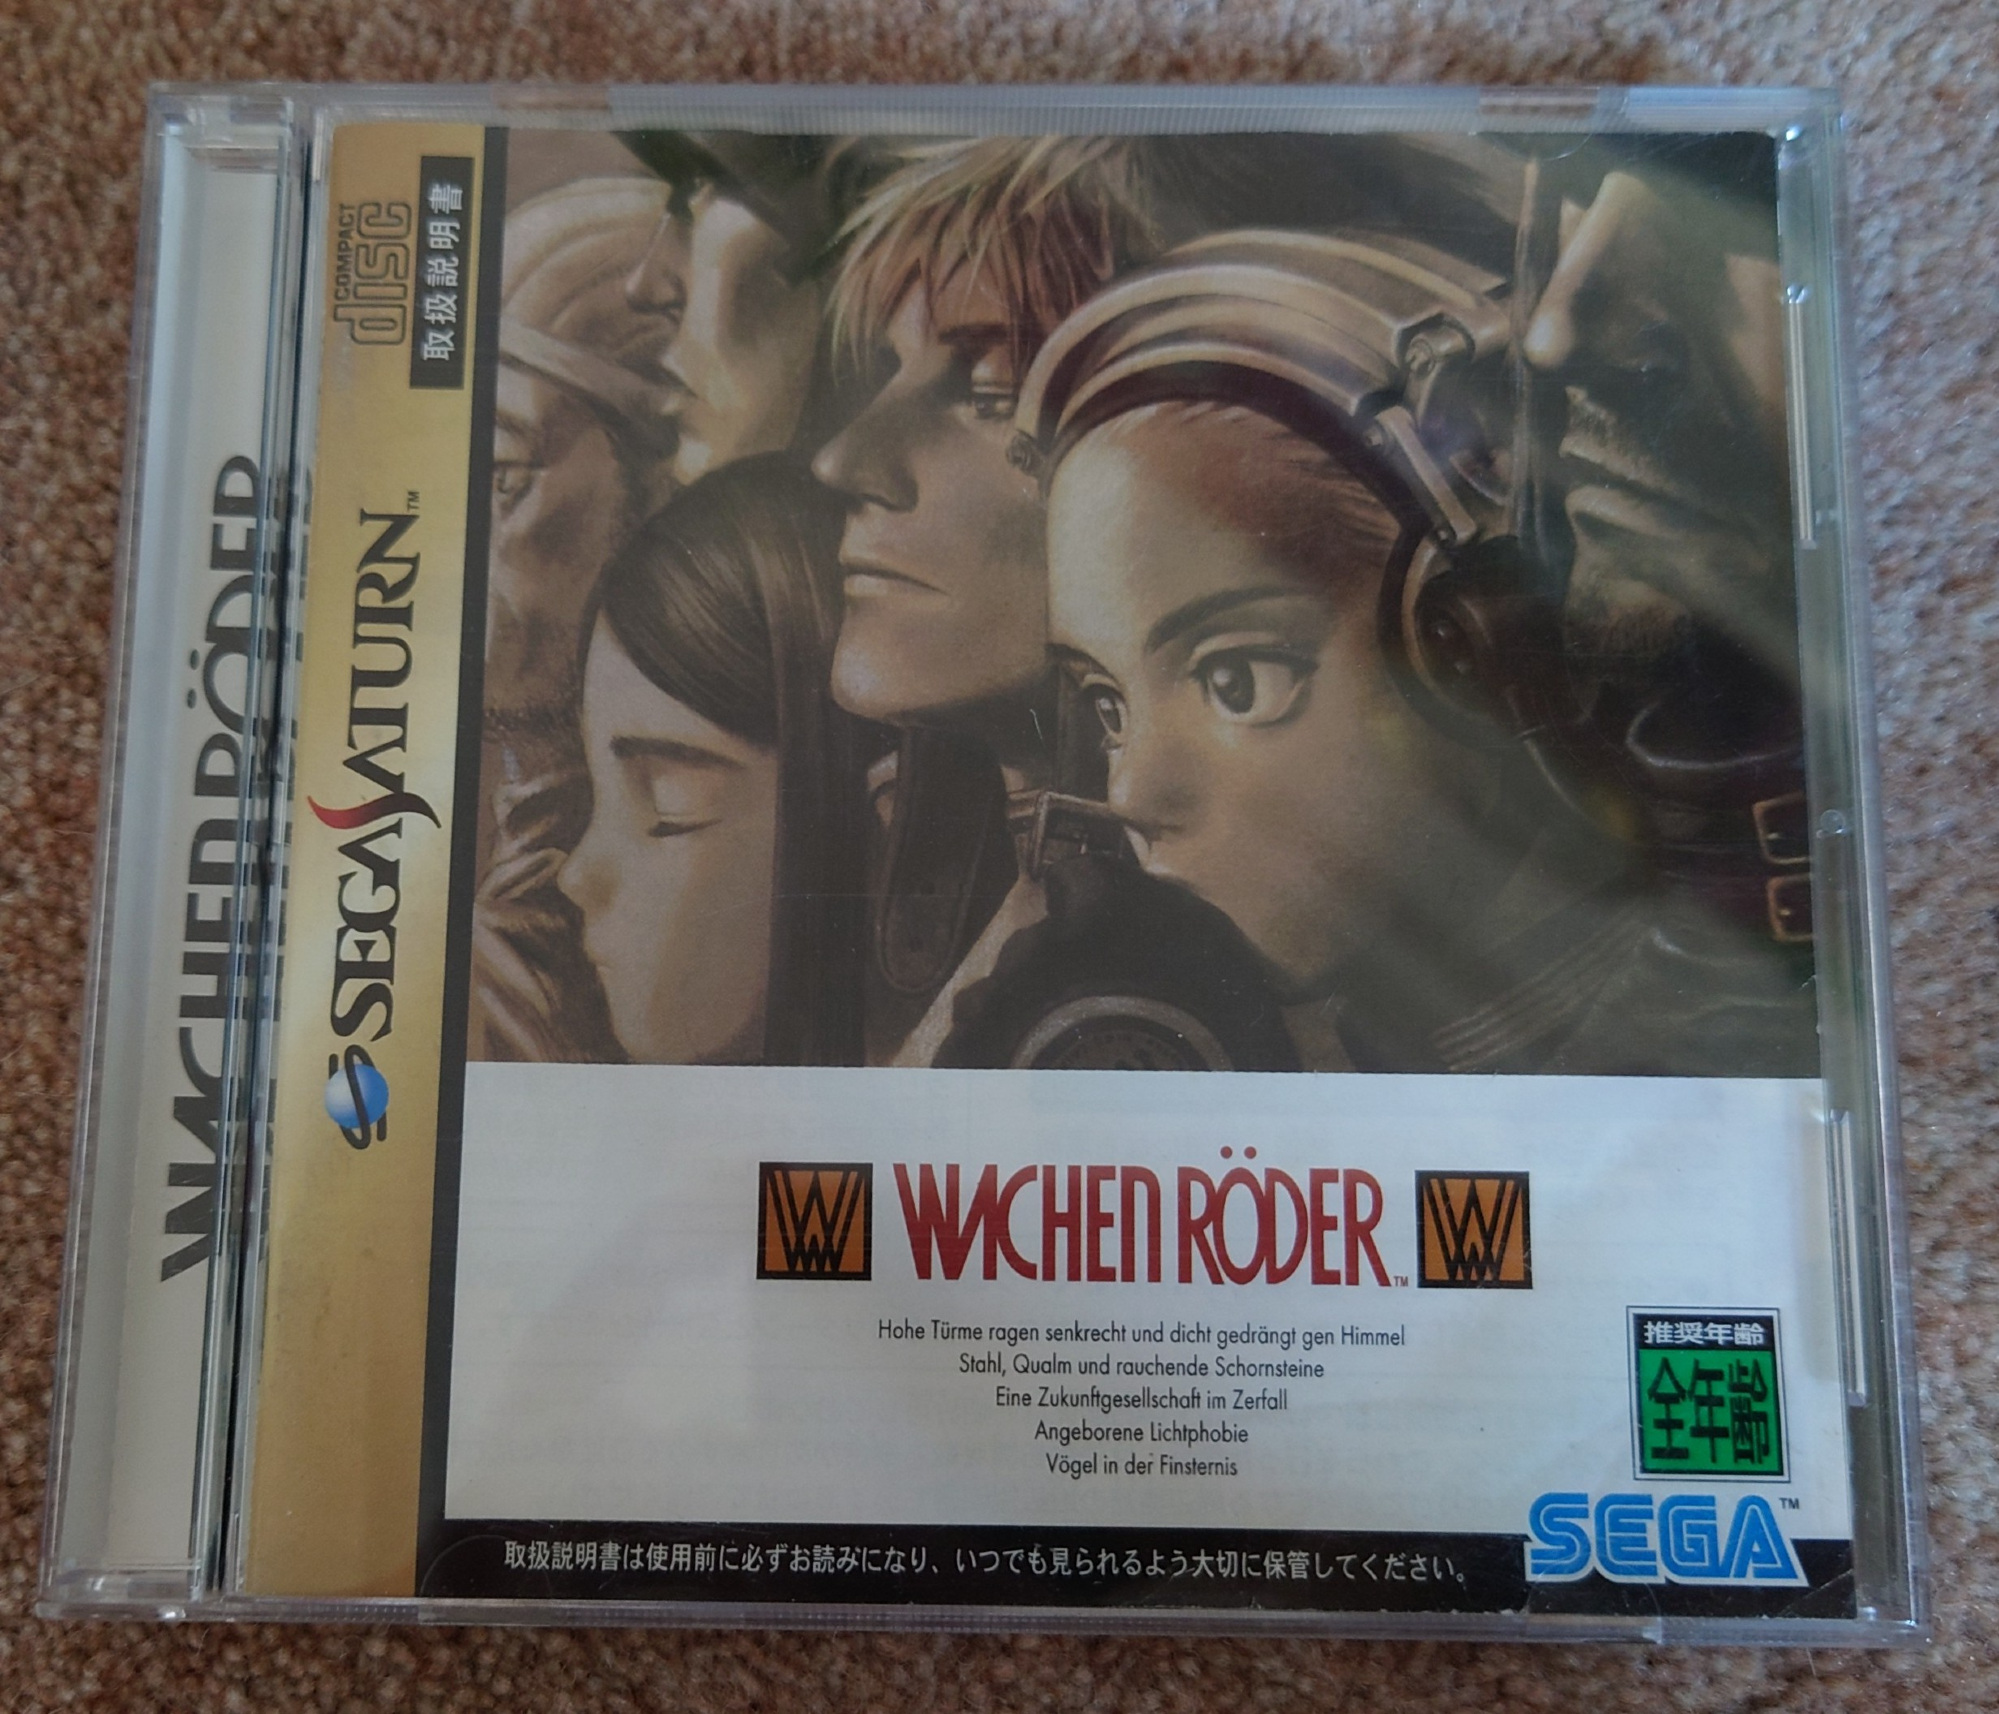 WACHENRÖDER
COMPACT
disc
取扱説明書
SEGA SATURN™
WACHENRÖDER™
Hohe Türme ragen senkrecht und dicht gedrängt gen Himmel
Stahl, Qualm und rauchende Schornsteine
Eine Zukunftgesellschaft im Zerfall
Angeborene Lichtphobie
Vögel in der Finsternis
推奨年齢
全年齢
SEGA™
取扱説明書は使用前に必ずお読みになり、いつでも見られるよう大切に保管してください。